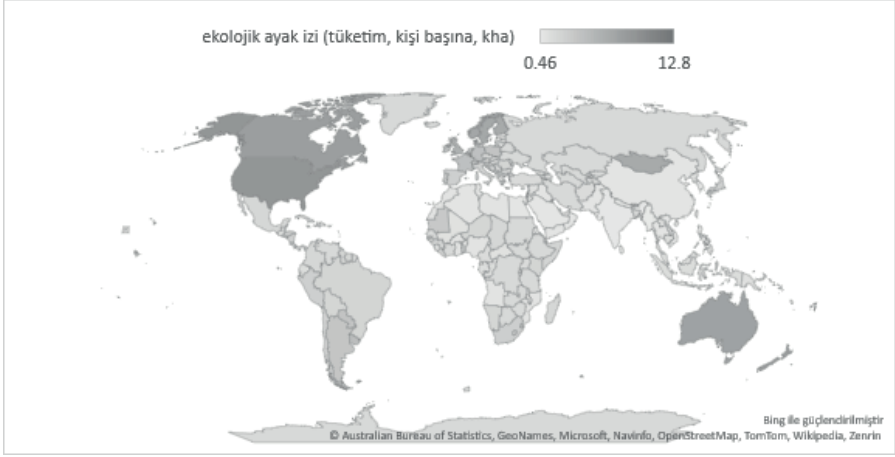 ekolojik ayak izi (tüketim, kişi başına, kha)
0.46 12.8
Bing ile güçlendirilmiştir
© Australian Bureau of Statistics, GeoNames, Microsoft, Navinfo, OpenStreetMap, TomTom, Wikipedia, Zenrin